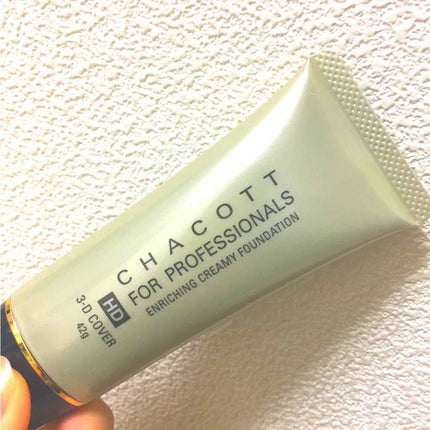 CHACOTT
HD FOR PROFESSIONALS
ENRICHING CREAMY FOUNDATION
3-D COVER
42g